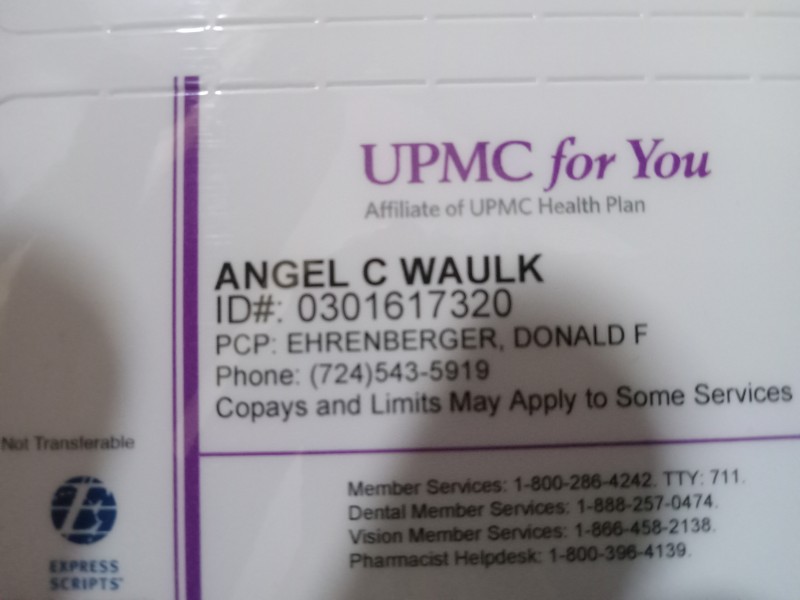 UPMC for You
Affiliate of UPMC Health Plan
ANGEL C WAULK
ID#: 0301617320
PCP: EHRENBERGER, DONALD F
Phone: (724)543-5919
Copays and Limits May Apply to Some Services
Not Transferable
Member Services: 1-800-286-4242. TTY: 711.
Dental Member Services: 1-888-257-0474.
Vision Member Services: 1-866-458-2138.
Pharmacist Helpdesk: 1-800-396-4139.
EXPRESS
SCRIPTS